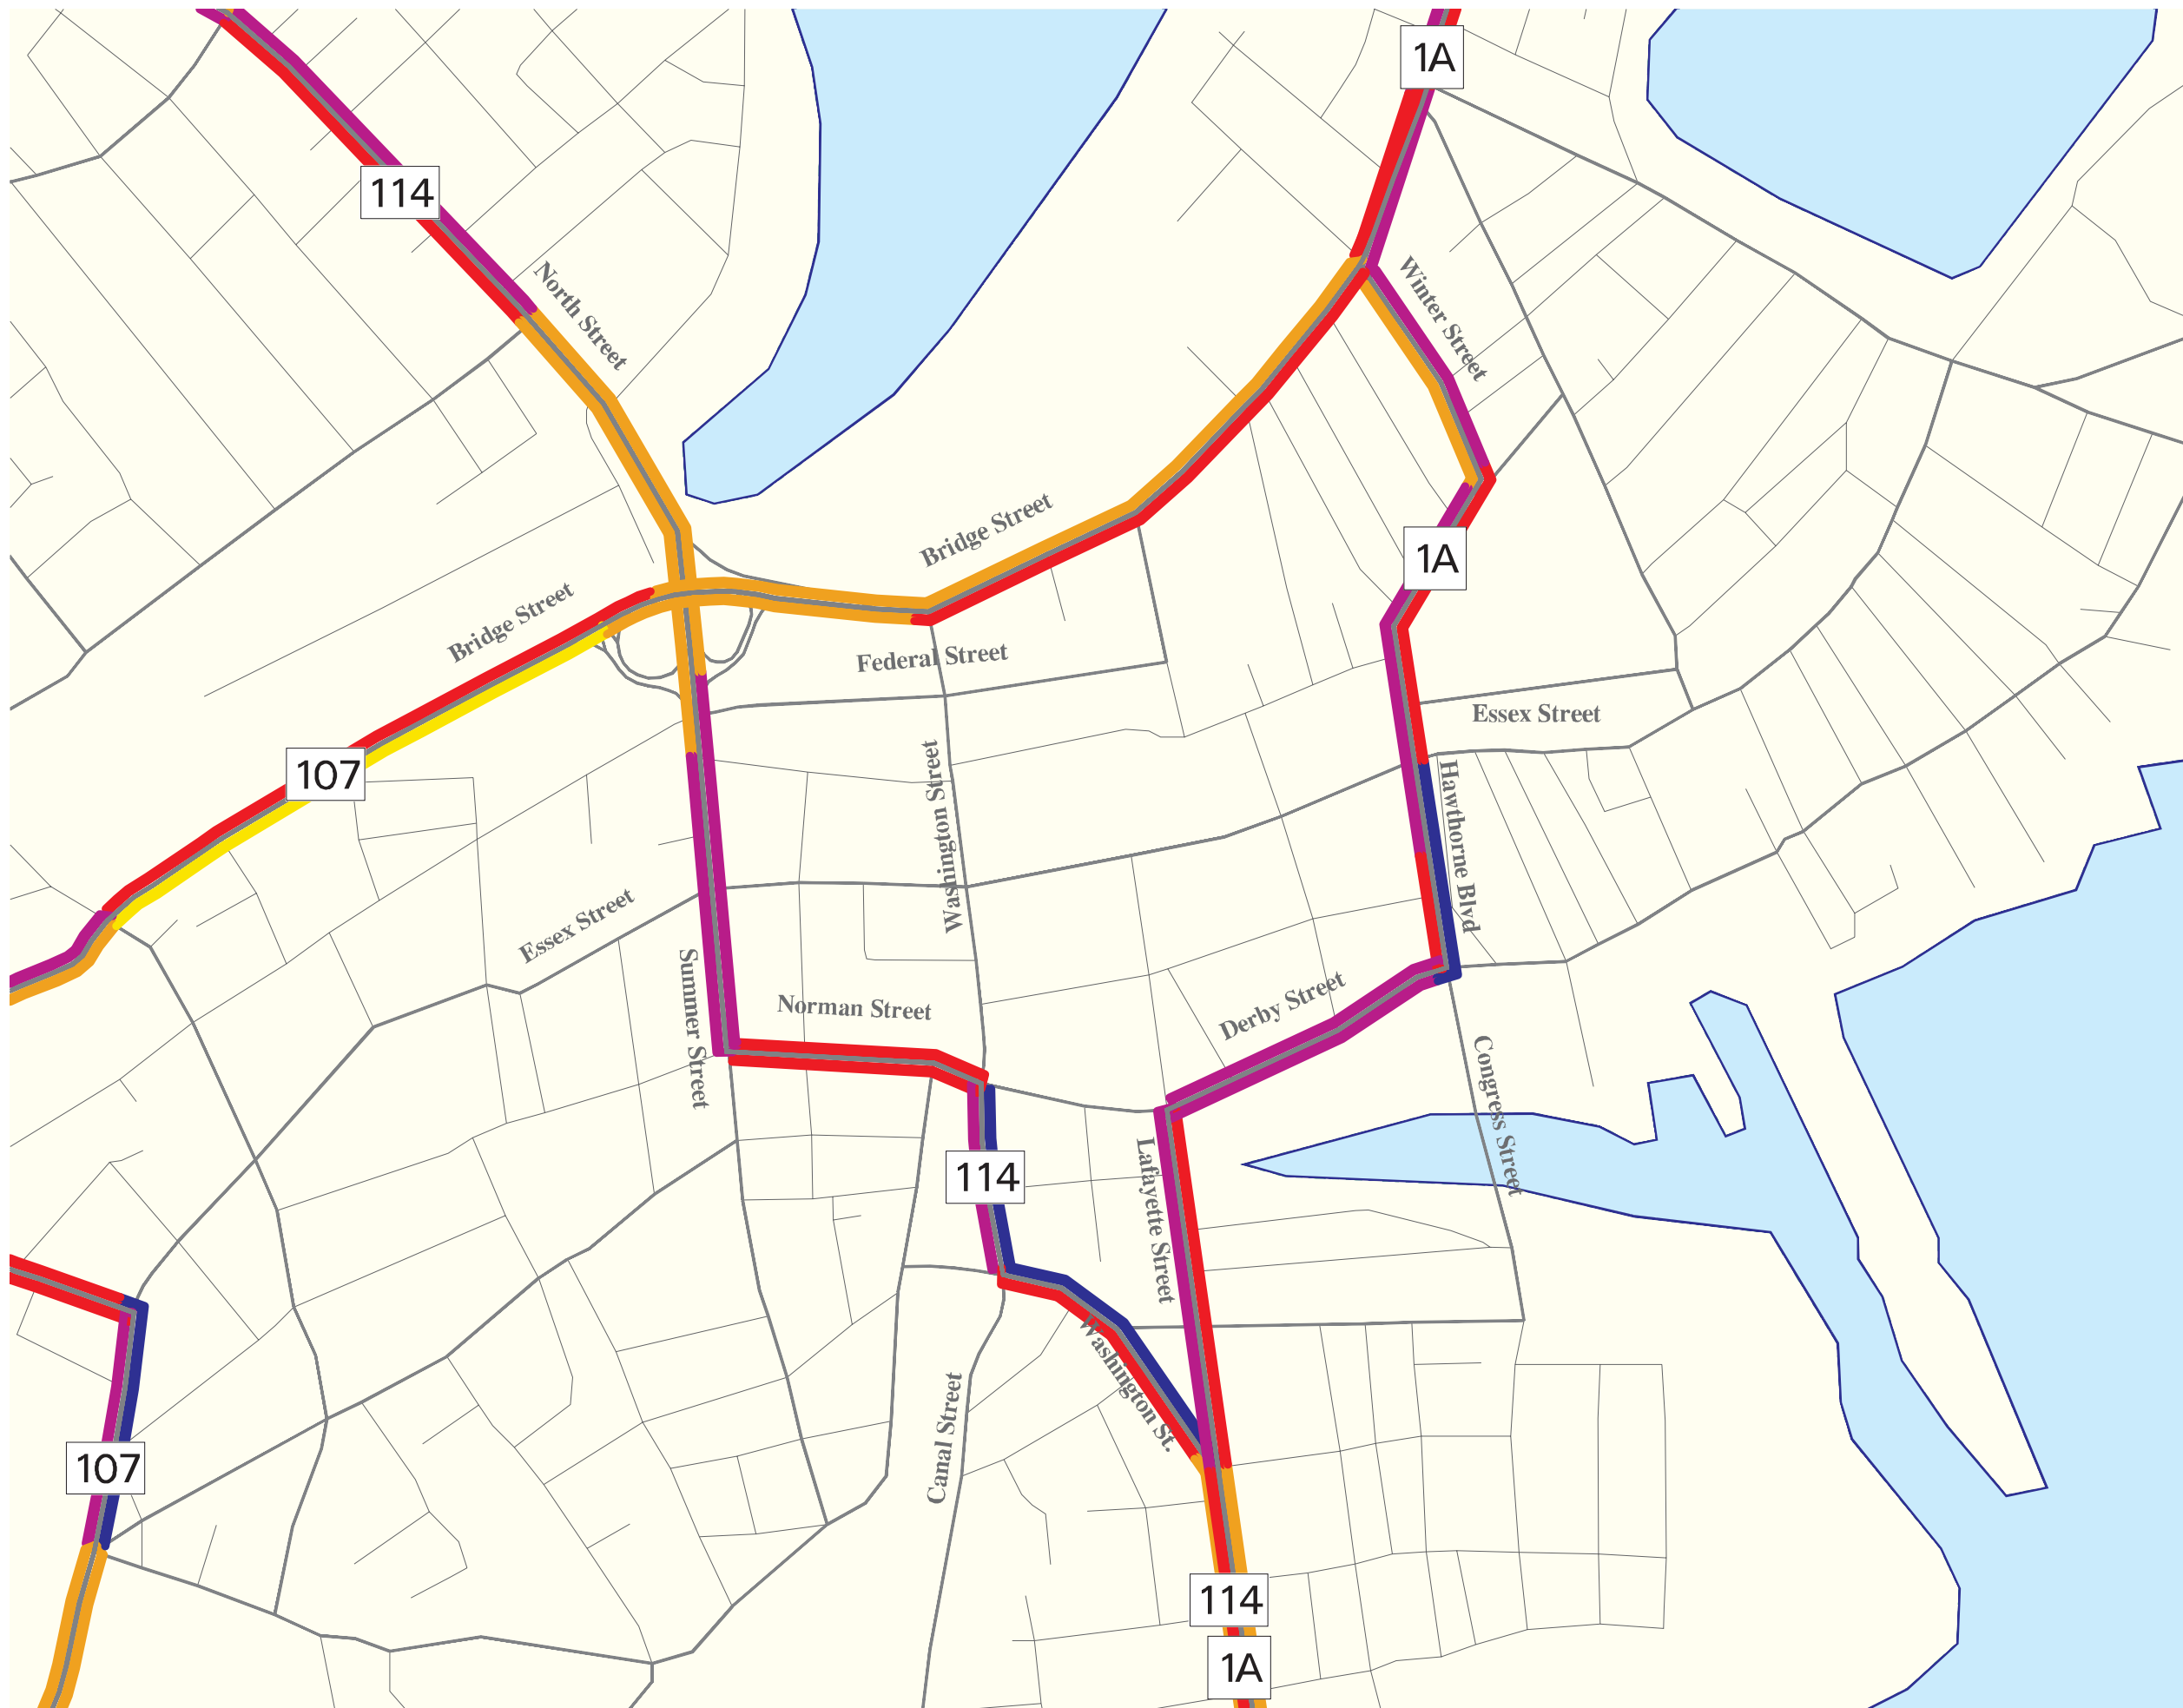 1A
114
North Street
Winter Street
Bridge Street
1A
Bridge Street
Federal Street
Essex Street
107
Washington Street
Hawthorne Blvd
Essex Street
Summer Street
Norman Street
Derby Street
Congress Street
114
Lafayette Street
Washington St.
Canal Street
107
114
1A